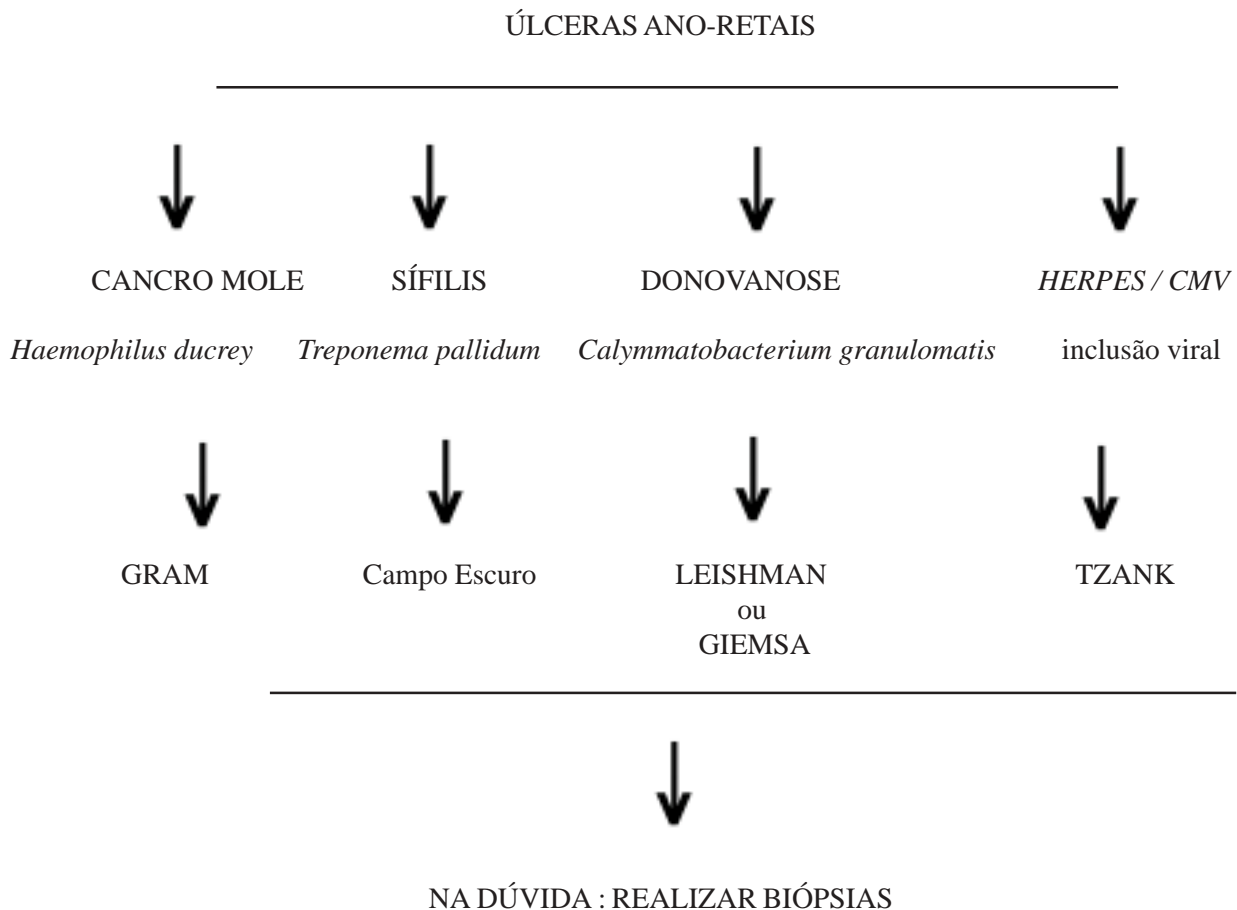 ÚLCERAS ANO-RETAIS
CANCRO MOLE SÍFILIS DONOVANOSE HERPES / CMV
Haemophilus ducrey Treponema pallidum Calymmatobacterium granulomatis inclusão viral
GRAM Campo Escuro LEISHMAN TZANK
ou
GIEMSA
NA DÚVIDA : REALIZAR BIÓPSIAS